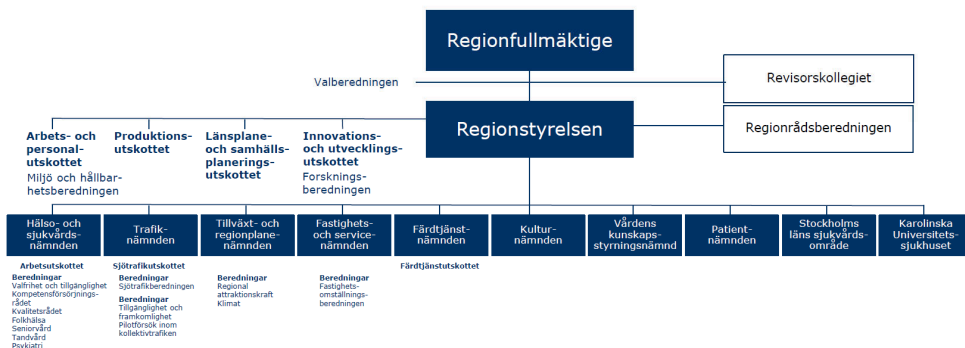 Regionfullmäktige
Valberedningen
Revisorskollegiet
Regionstyrelsen
Regionrådsberedningen
Arbets- och
personal-
utskottet
Miljö och hållbar-
hetsberedningen
Produktions-
utskottet
Länsplane-
och samhälls-
planerings-
utskottet
Innovations-
och utvecklings-
utskottet
Forsknings-
beredningen
Hälso- och
sjukvårds-
nämnden
Trafik-
nämnden
Tillväxt- och
regionplane-
nämnden
Fastighets-
och service-
nämnden
Färdtjänst-
nämnden
Kultur-
nämnden
Vårdens
kunskaps-
styrningsnämnd
Patient-
nämnden
Stockholms
läns sjukvårds-
område
Karolinska
Universitets-
sjukhuset
Arbetsutskottet
Beredningar
Valfrihet och tillgänglighet
Kompetensförsörjnings-
rådet
Kvalitetsrådet
Folkhälsa
Seniorvård
Tandvård
Psykiatri
Sjötrafikutskottet
Beredningar
Sjötrafikberedningen
Beredningar
Tillgänglighet och
framkomlighet
Pilotförsök inom
kollektivtrafiken
Beredningar
Regional
attraktionskraft
Klimat
Beredningar
Fastighets-
omställnings-
beredningen
Färdtjänstutskottet